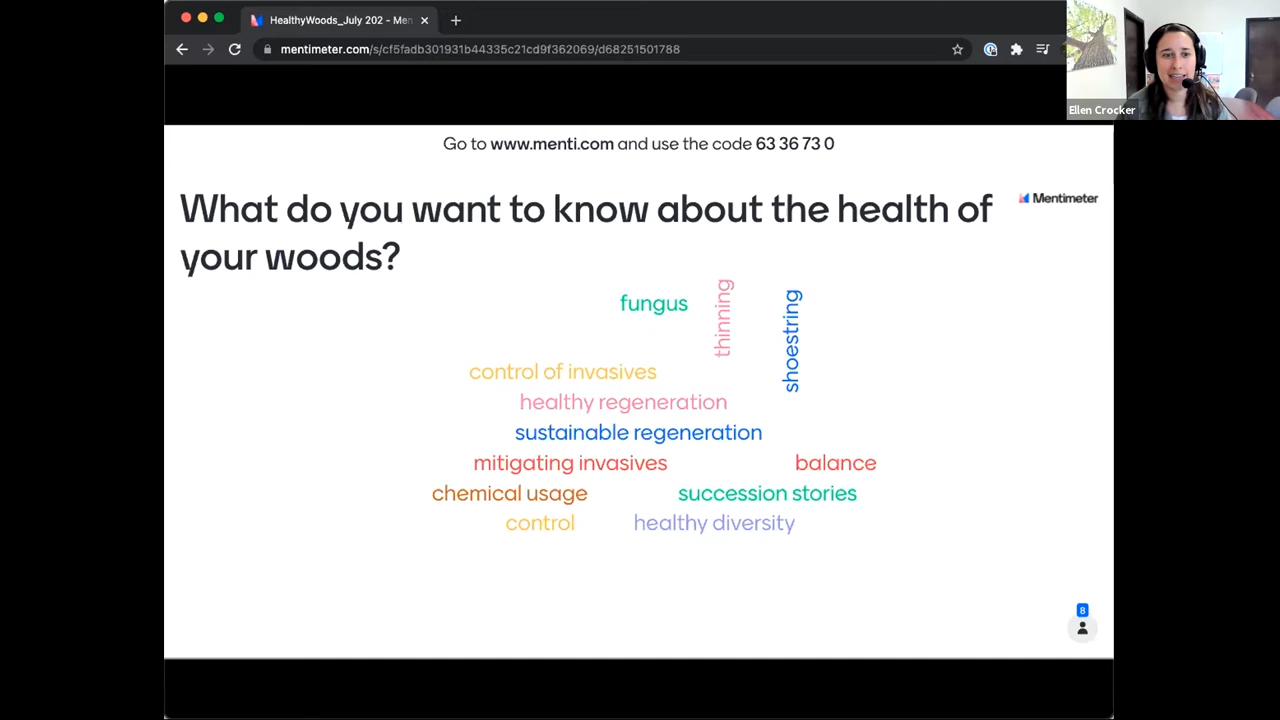 HealthyWoods_July 202 - Men
mentimeter.com/s/cf5fadb301931b44335c21cd9f362069/d68251501788
Ellen Crocker
Go to www.menti.com and use the code 63 36 73 0
What do you want to know about the health of
your woods?
Mentimeter
fungus
thinning
shoestring
control of invasives
healthy regeneration
sustainable regeneration
mitigating invasives
balance
chemical usage
succession stories
control
healthy diversity
8